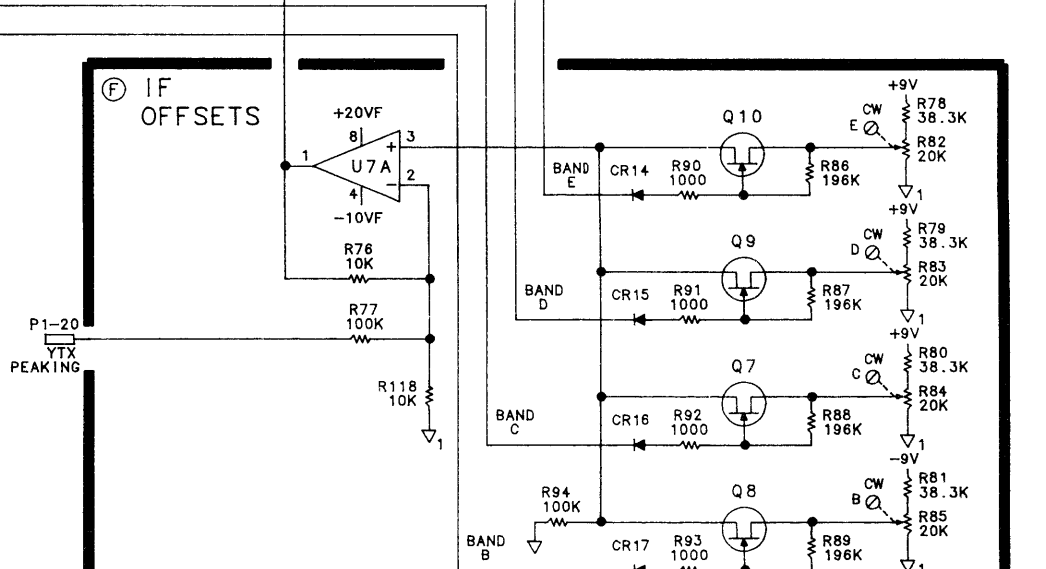 F IF
OFFSETS
+20VF
8
3
+
1
U7A
2
−
4
−10VF
R76
10K
R77
100K
P1−20
YTX
PEAKING
R118
10K
1
BAND
E
CR14
R90
1000
Q10
R86
196K
CW
E
+9V
R78
38.3K
R82
20K
1
BAND
D
CR15
R91
1000
Q9
R87
196K
CW
D
+9V
R79
38.3K
R83
20K
1
BAND
C
CR16
R92
1000
Q7
R88
196K
CW
C
+9V
R80
38.3K
R84
20K
1
R94
100K
BAND
B
CR17
R93
1000
Q8
R89
196K
CW
B
−9V
R81
38.3K
R85
20K
1